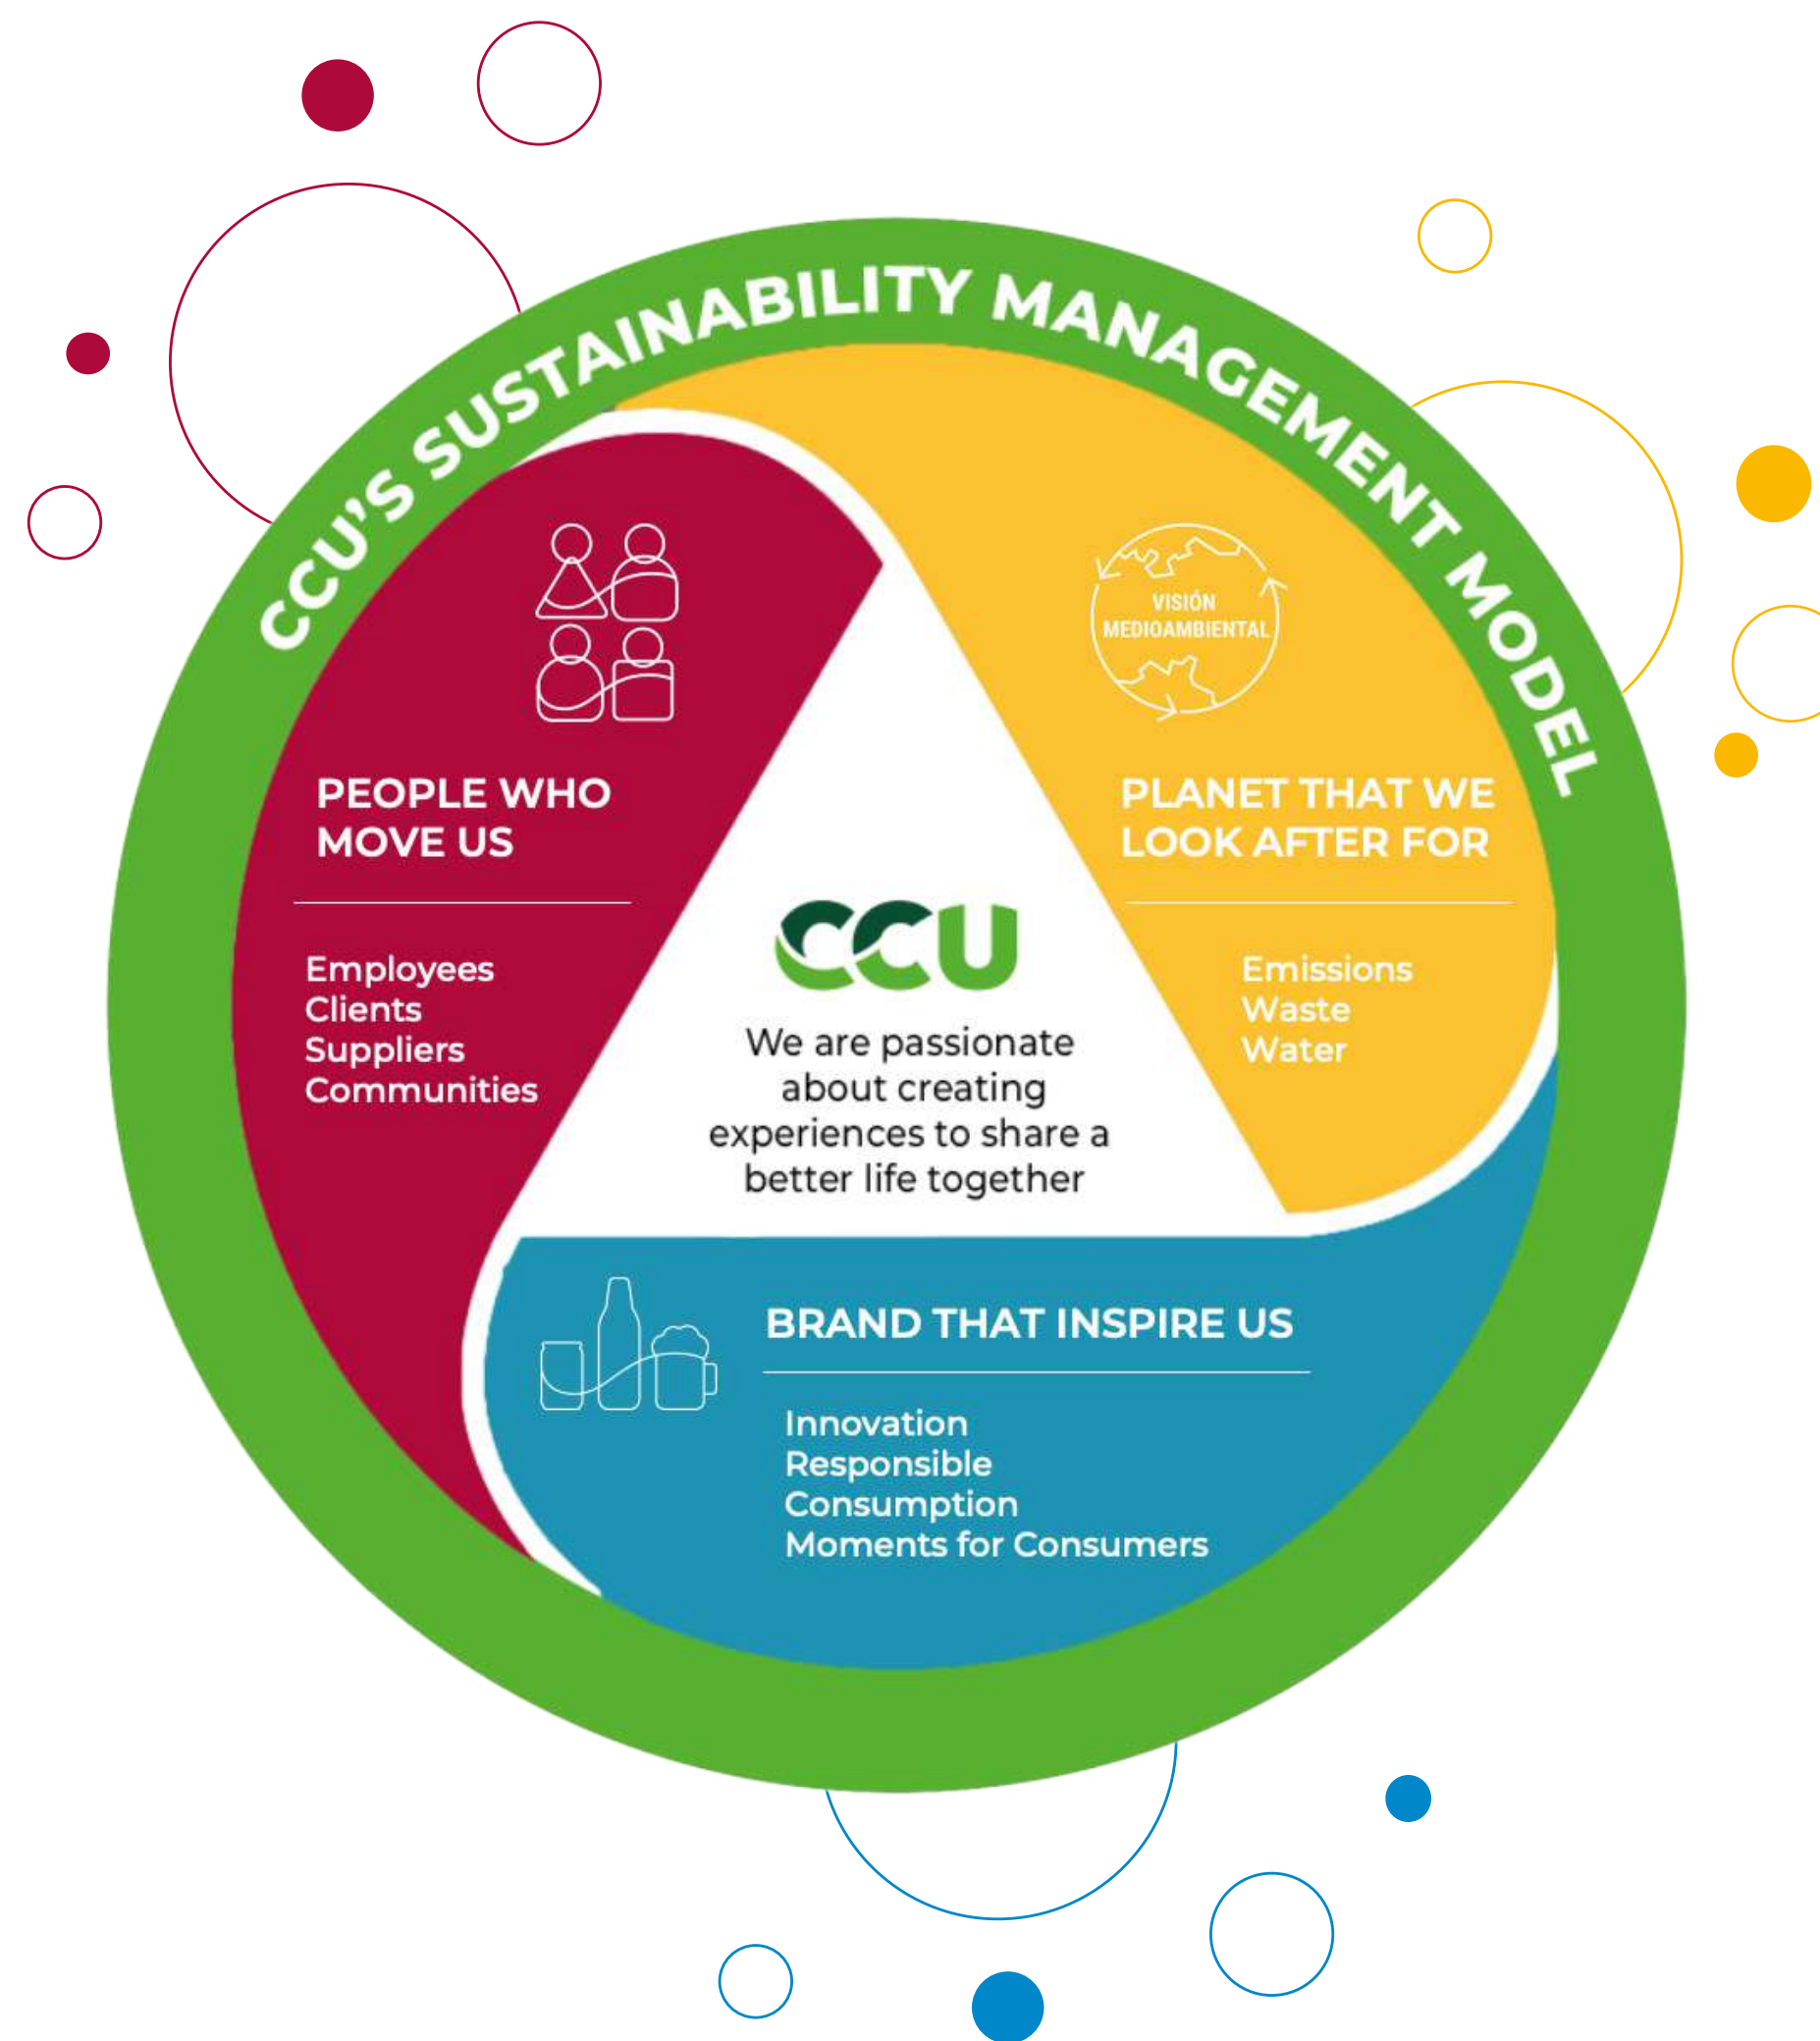 CCU'S SUSTAINABILITY MANAGEMENT MODEL
PEOPLE WHO
MOVE US
Employees
Clients
Suppliers
Communities
VISIÓN
MEDIOAMBIENTAL
PLANET THAT WE
LOOK AFTER FOR
Emissions
Waste
Water
CCU
We are passionate
about creating
experiences to share a
better life together
BRAND THAT INSPIRE US
Innovation
Responsible
Consumption
Moments for Consumers